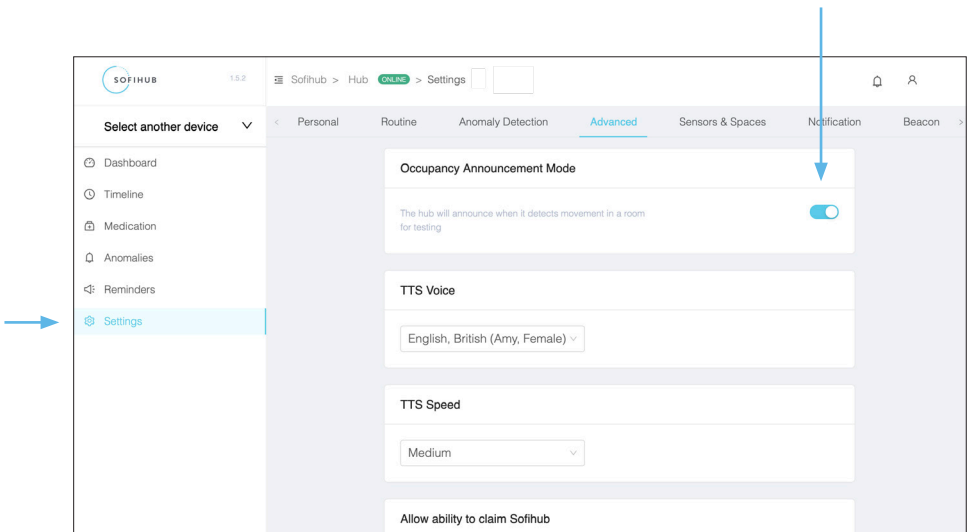 SOFIHUB 1.5.2
Sofihub > Hub ONLINE > Settings
Select another device
Personal Routine Anomaly Detection Advanced Sensors & Spaces Notification Beacon
Dashboard
Timeline
Medication
Anomalies
Reminders
Settings
Occupancy Announcement Mode
The hub will announce when it detects movement in a room
for testing
TTS Voice
English, British (Amy, Female)
TTS Speed
Medium
Allow ability to claim Sofihub